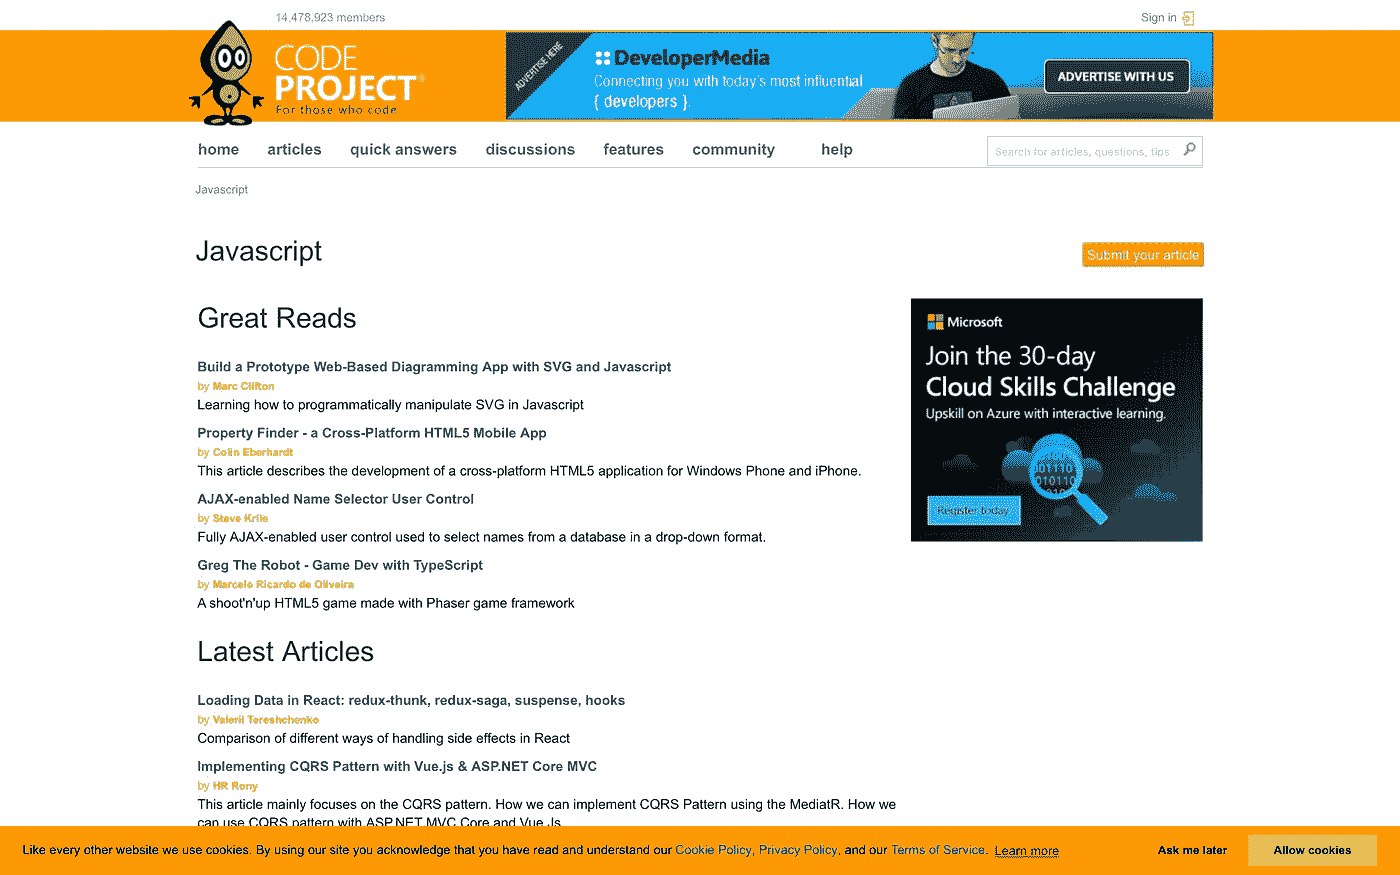 14,478,923 members
Sign in
CODE
PROJECT
For those who code
ADVERTISE HERE
DeveloperMedia
Connecting you with today's most influential
{ developers }.
ADVERTISE WITH US
home articles quick answers discussions features community help
Search for articles, questions, tips
Javascript
Javascript
Submit your article
Great Reads
Build a Prototype Web-Based Diagramming App with SVG and Javascript
by Marc Clifton
Learning how to programmatically manipulate SVG in Javascript
Property Finder - a Cross-Platform HTML5 Mobile App
by Colin Eberhardt
This article describes the development of a cross-platform HTML5 application for Windows Phone and iPhone.
AJAX-enabled Name Selector User Control
by Steve Krile
Fully AJAX-enabled user control used to select names from a database in a drop-down format.
Greg The Robot - Game Dev with TypeScript
by Marcelo Ricardo de Oliveira
A shoot'n'up HTML5 game made with Phaser game framework
Microsoft
Join the 30-day
Cloud Skills Challenge
Upskill on Azure with interactive learning.
Register today
Latest Articles
Loading Data in React: redux-thunk, redux-saga, suspense, hooks
by Valerii Tereshchenko
Comparison of different ways of handling side effects in React
Implementing CQRS Pattern with Vue.js & ASP.NET Core MVC
by HR Rony
This article mainly focuses on the CQRS pattern. How we can implement CQRS Pattern using the MediatR. How we
can use CQRS pattern with ASP.NET MVC Core and Vue.Js
Like every other website we use cookies. By using our site you acknowledge that you have read and understand our Cookie Policy, Privacy Policy, and our Terms of Service. Learn more
Ask me later
Allow cookies